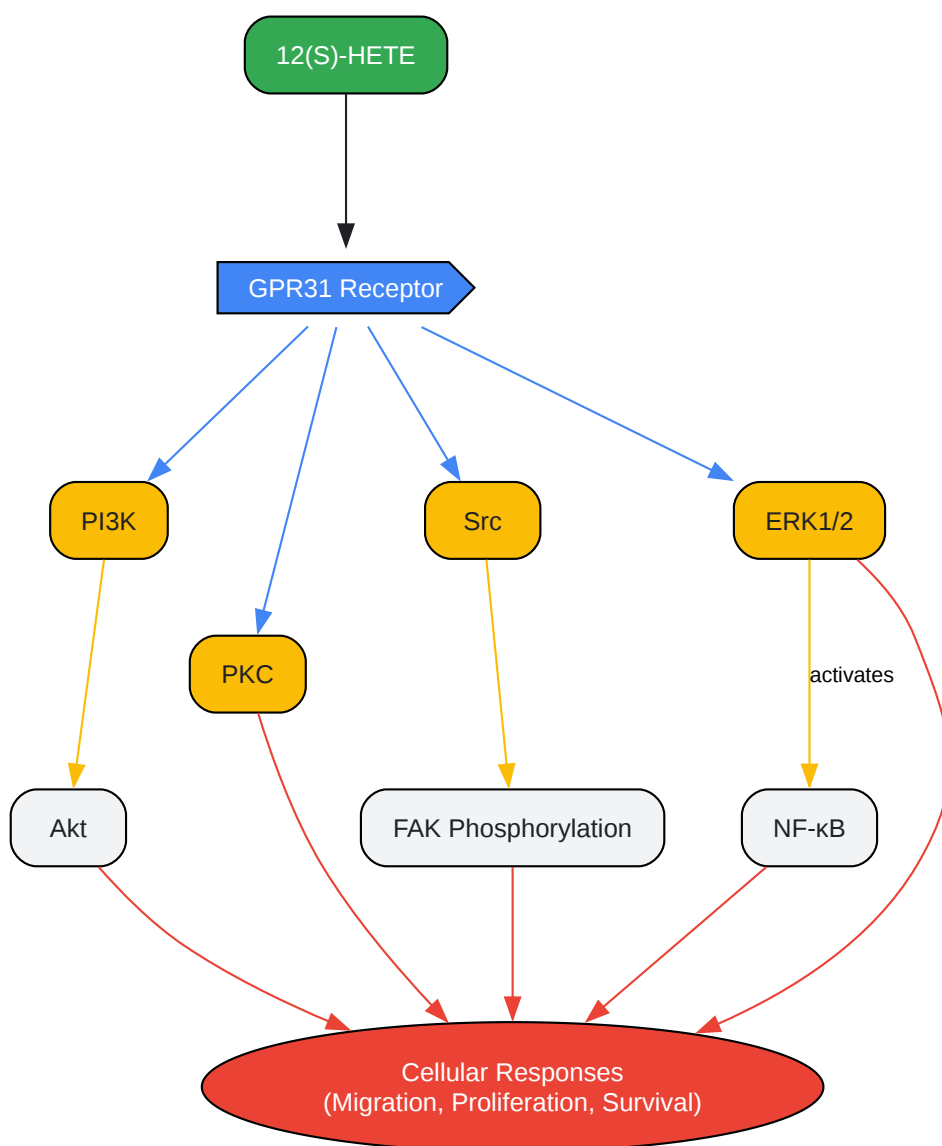 12(S)-HETE
GPR31 Receptor
PI3K
Src
ERK1/2
PKC
activates
Akt
FAK Phosphorylation
NF-κB
Cellular Responses
(Migration, Proliferation, Survival)